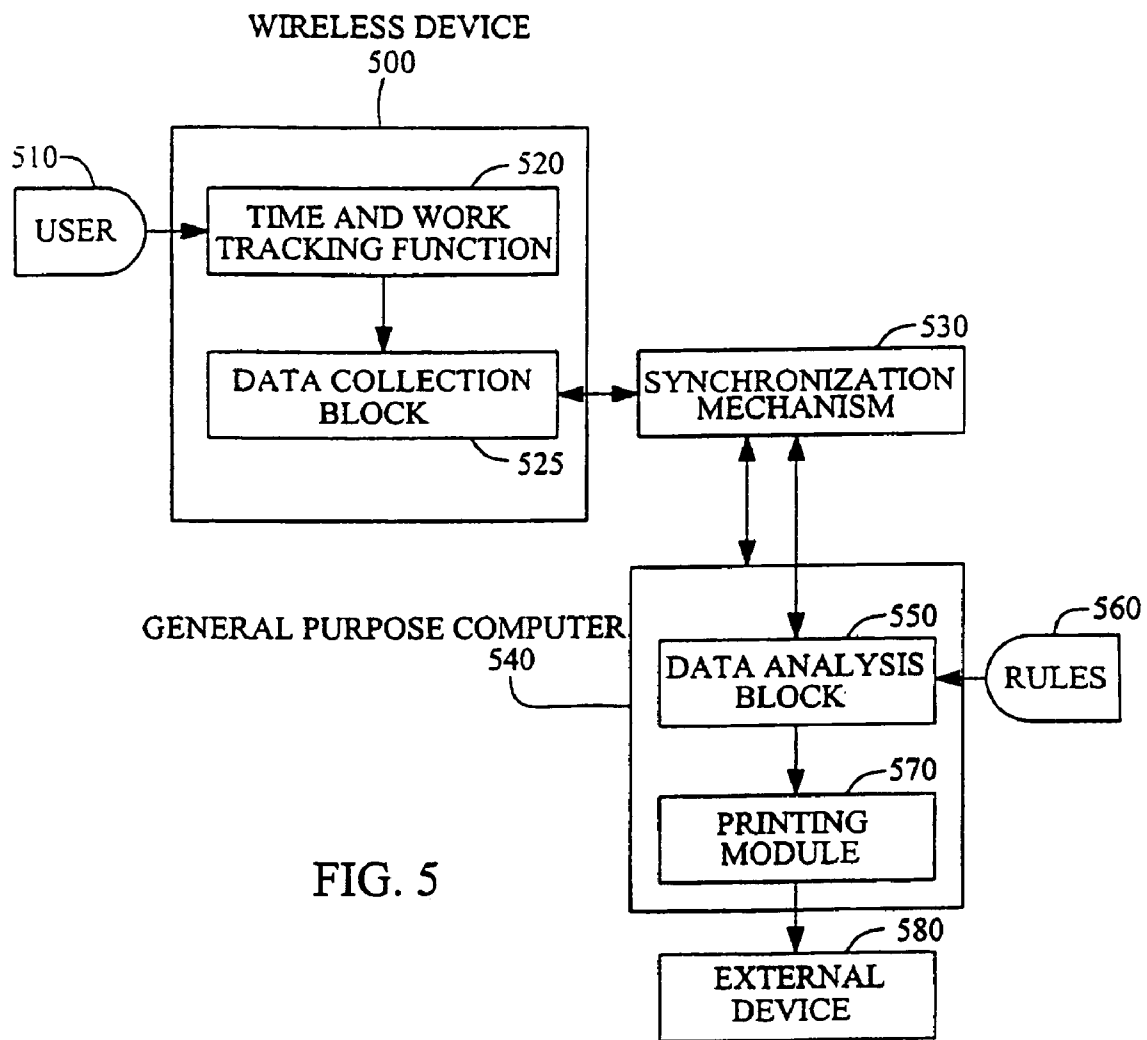 WIRELESS DEVICE
500
510
USER
520
TIME AND WORK
TRACKING FUNCTION
DATA COLLECTION
BLOCK
525
530
SYNCHRONIZATION
MECHANISM
GENERAL PURPOSE COMPUTER
540
550
DATA ANALYSIS
BLOCK
560
RULES
570
PRINTING
MODULE
FIG. 5
580
EXTERNAL
DEVICE